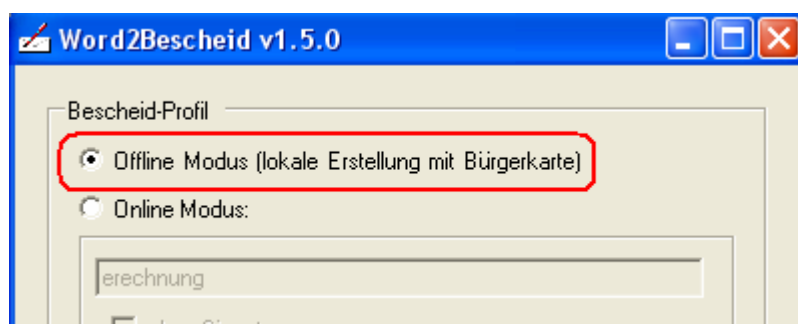 Word2Bescheid v1.5.0
Bescheid-Profil
Offline Modus (lokale Erstellung mit Bürgerkarte)
Online Modus:
erechnung